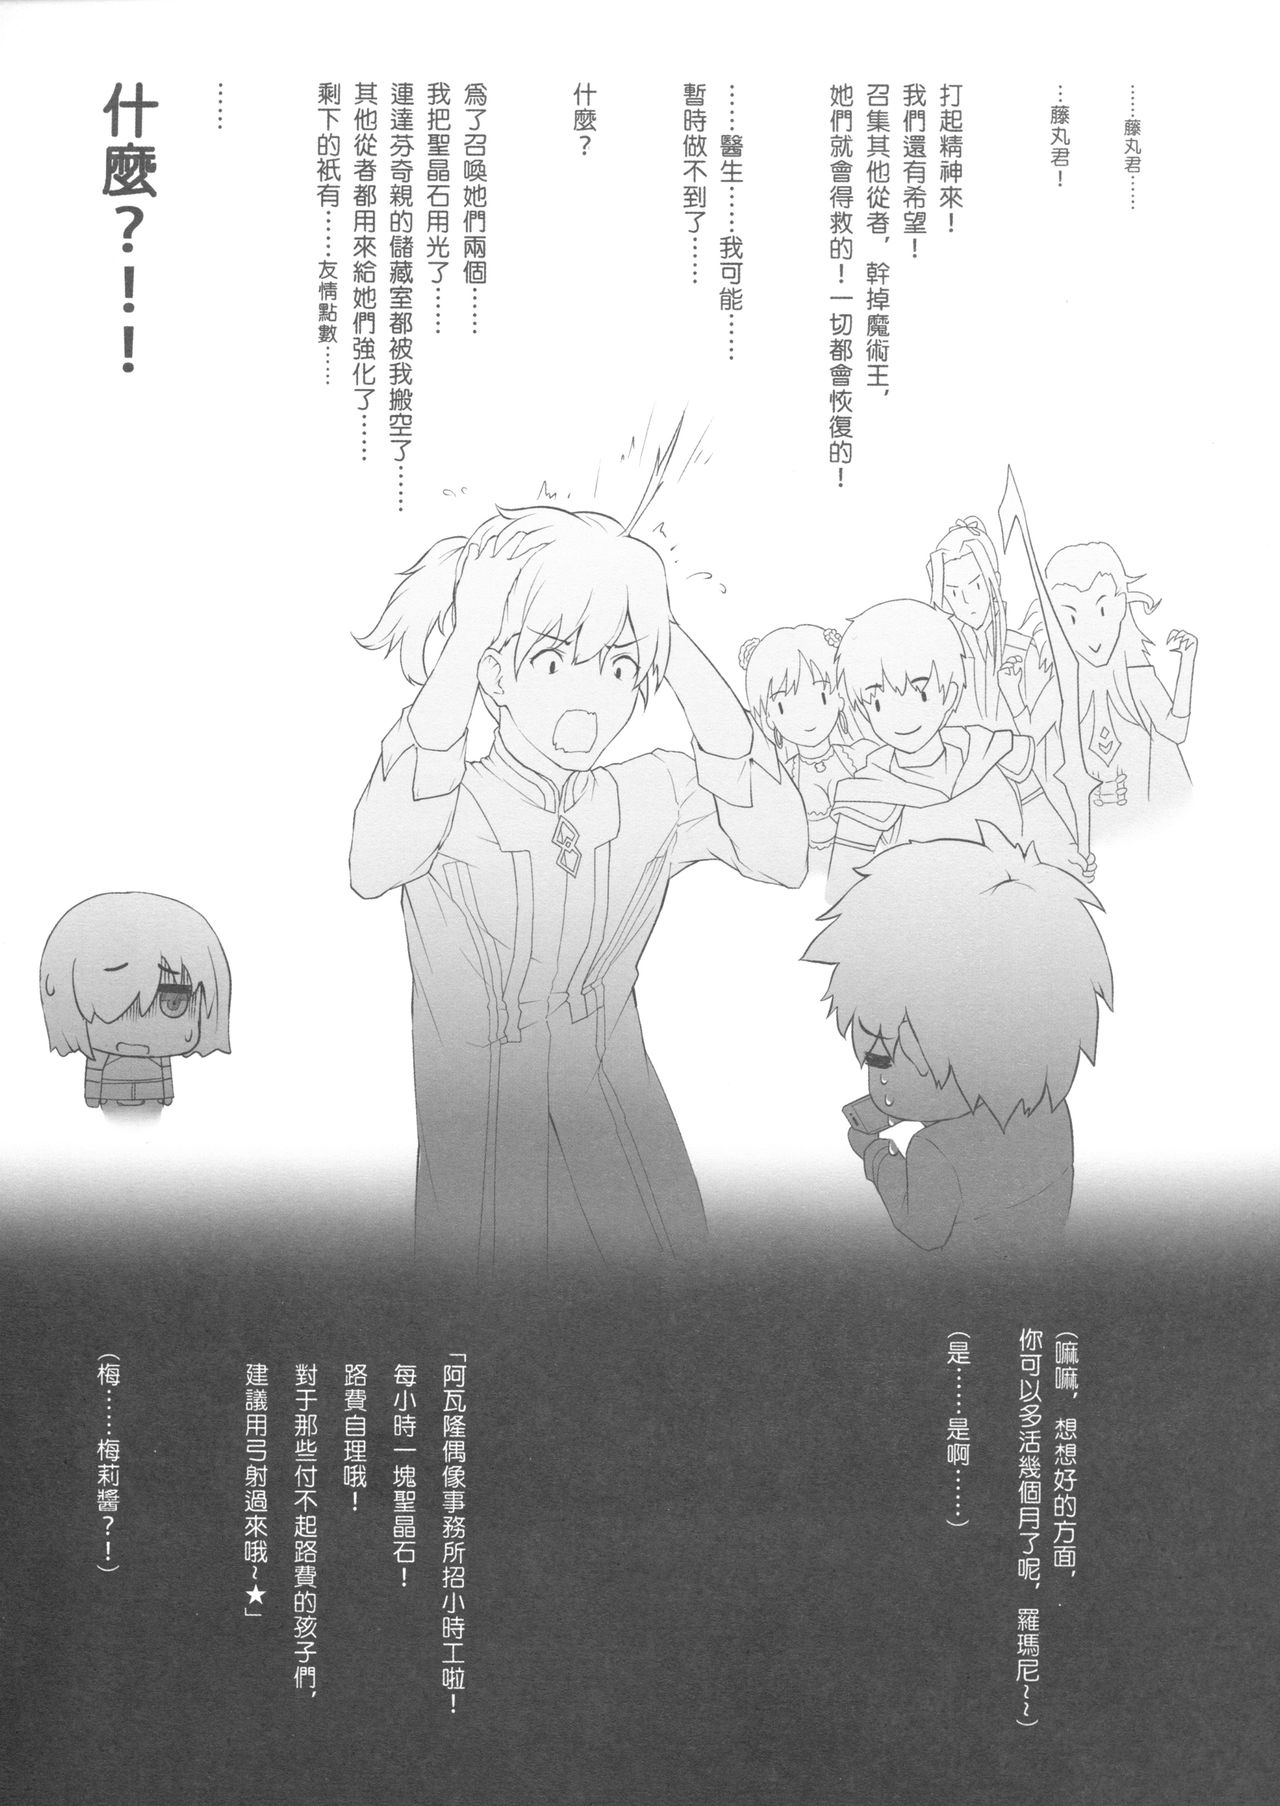 ……藤丸君……
…藤丸君！
打起精神來！
我們還有希望！
召集其他從者，幹掉魔術王，
她們就會得救的！一切都會恢復的！
……醫生……我可能……
暫時做不到了……
什麼？
爲了召喚她們兩個……
我把聖晶石用光了……
連達芬奇親的儲藏室都被我搬空了……
其他從者都用來給她們強化了……
剩下的衹有……友情點數……
……
什麼？！！
（嘛嘛，想想好的方面，
你可以多活幾個月了呢，羅瑪尼~~）
（是……是啊……）
「阿瓦隆偶像事務所招小時工啦！
每小時一塊聖晶石！
路費自理哦！
對于那些付不起路費的孩子們，
建議用弓射過來哦~★」
（梅……梅莉醬？！）